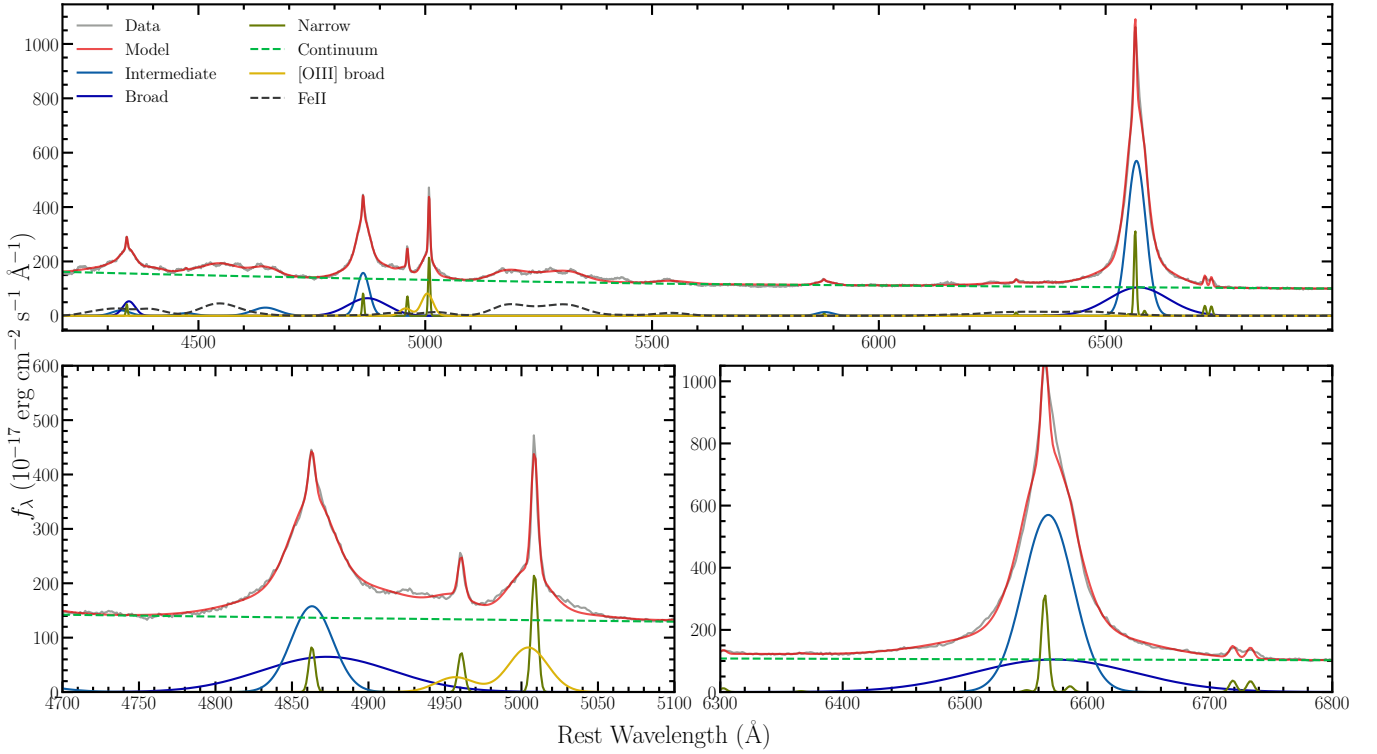 Data
Model
Intermediate
Broad
Narrow
Continuum
[OIII] broad
FeII
1000
800
600
400
200
0
4500 5000 5500 6000 6500
600
500
400
300
200
100
0
4700 4750 4800 4850 4900 4950 5000 5050 5100
1000
800
600
400
200
0
6300 6400 6500 6600 6700 6800
fλ (10⁻¹⁷ erg cm⁻² s⁻¹ Å⁻¹)
Rest Wavelength (Å)